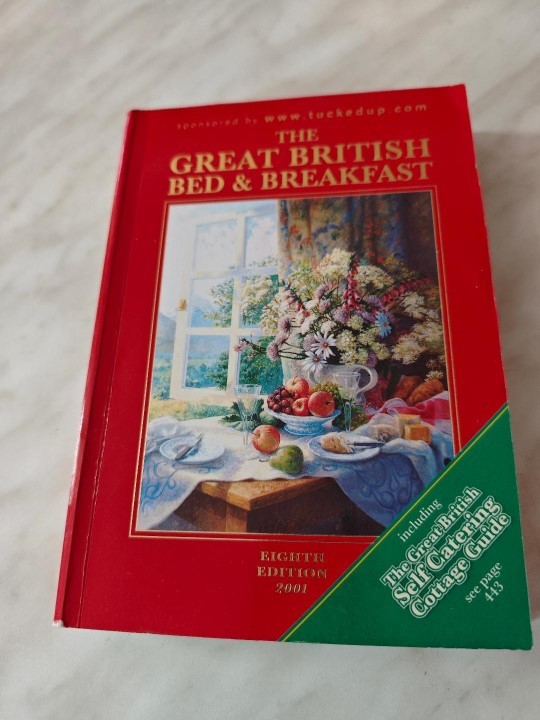 sponsored by www.tuckedup.com
THE
GREAT BRITISH
BED & BREAKFAST
EIGHTH
EDITION
2001
including
The Great British
Self Catering
Cottage Guide
see page
443